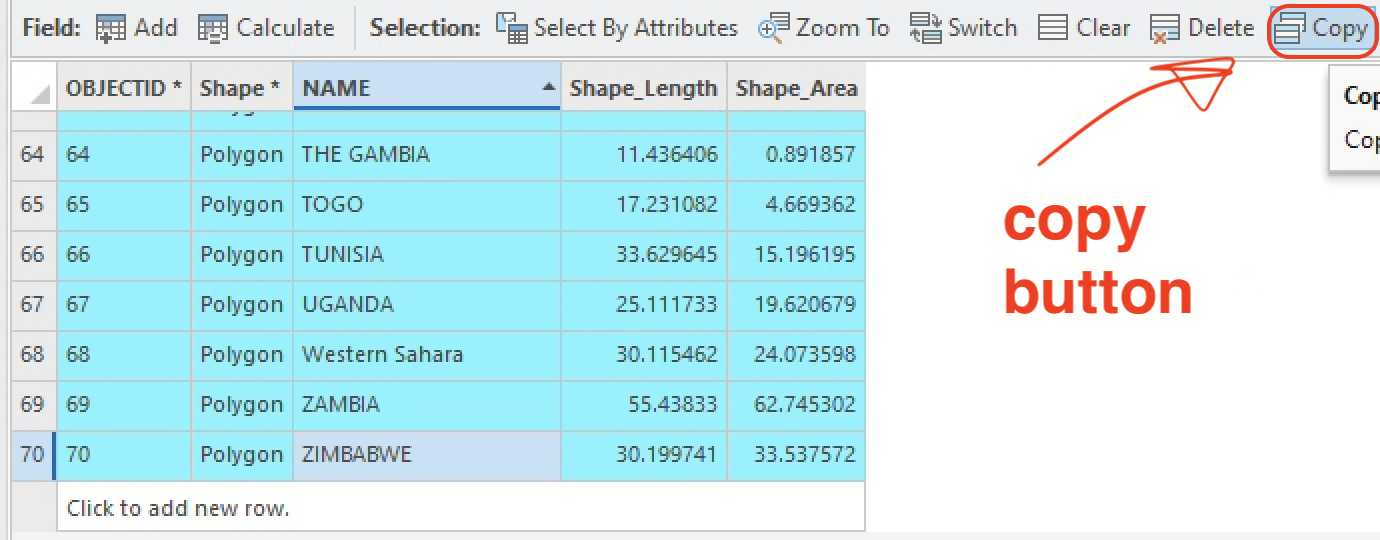 Field: Add Calculate Selection: Select By Attributes Zoom To Switch Clear Delete Copy
OBJECTID * Shape * NAME Shape_Length Shape_Area
64 64 Polygon THE GAMBIA 11.436406 0.891857
65 65 Polygon TOGO 17.231082 4.669362
66 66 Polygon TUNISIA 33.629645 15.196195
67 67 Polygon UGANDA 25.111733 19.620679
68 68 Polygon Western Sahara 30.115462 24.073598
69 69 Polygon ZAMBIA 55.43833 62.745302
70 70 Polygon ZIMBABWE 30.199741 33.537572
Click to add new row.
copy
button